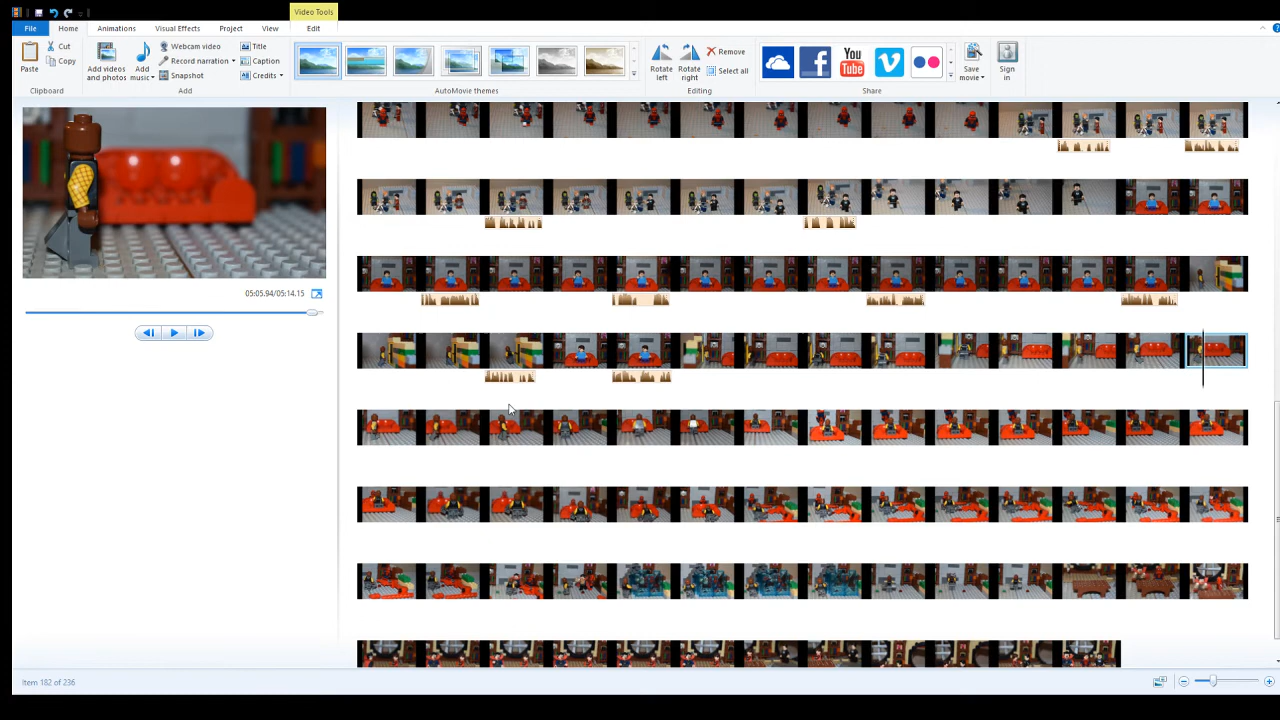 Video Tools
File Home Animations Visual Effects Project View Edit
Paste
Cut
Copy
Clipboard
Add videos and photos
Add music
Webcam video
Record narration
Snapshot
Title
Caption
Credits
Add
AutoMovie themes
Rotate left
Rotate right
Remove
Select all
Editing
You Tube
Share
Save movie
Sign in
05:05.94/05:14.15
Item 182 of 236